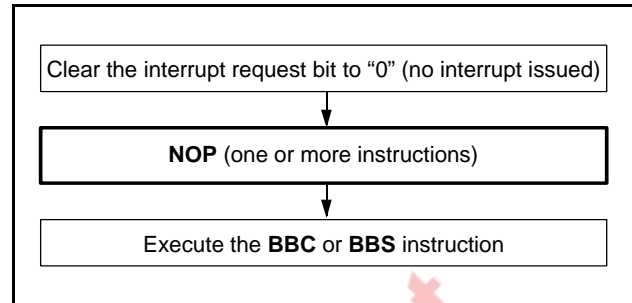 Clear the interrupt request bit to “0” (no interrupt issued)
NOP (one or more instructions)
Execute the BBC or BBS instruction